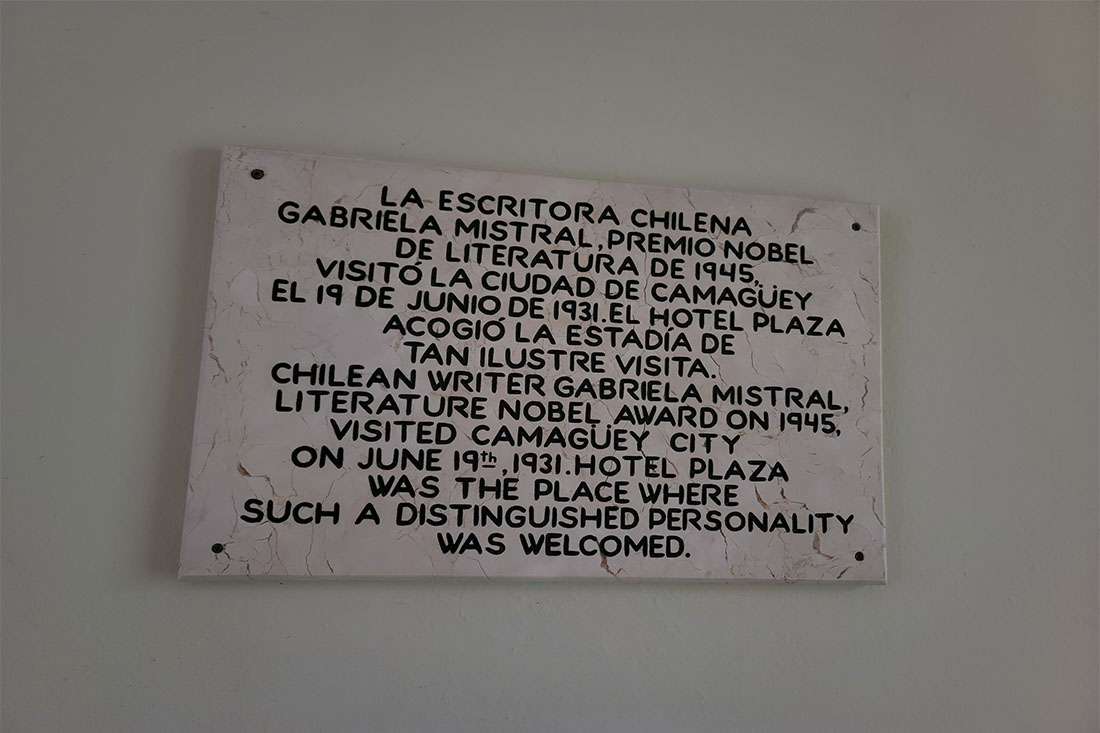 LA ESCRITORA CHILENA
GABRIELA MISTRAL, PREMIO NOBEL
DE LITERATURA DE 1945,
VISITÓ LA CIUDAD DE CAMAGÜEY
EL 19 DE JUNIO DE 1931. EL HOTEL PLAZA
ACOGIÓ LA ESTADÍA DE
TAN ILUSTRE VISITA.
CHILEAN WRITER GABRIELA MISTRAL,
LITERATURE NOBEL AWARD ON 1945,
VISITED CAMAGÜEY CITY
ON JUNE 19th, 1931. HOTEL PLAZA
WAS THE PLACE WHERE
SUCH A DISTINGUISHED PERSONALITY
WAS WELCOMED.